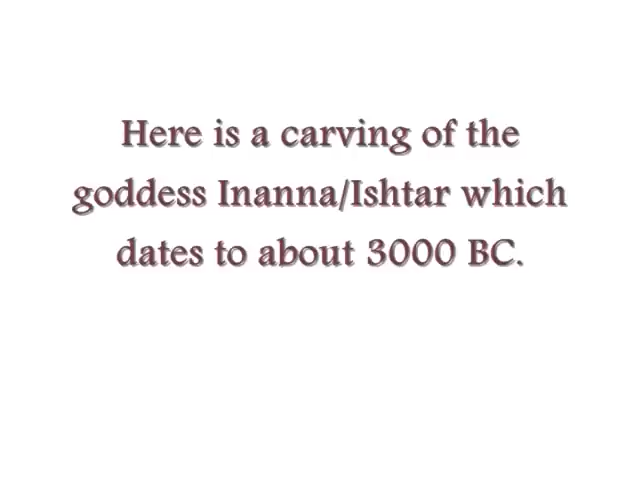 Here is a carving of the
goddess Inanna/Ishtar which
dates to about 3000 BC.